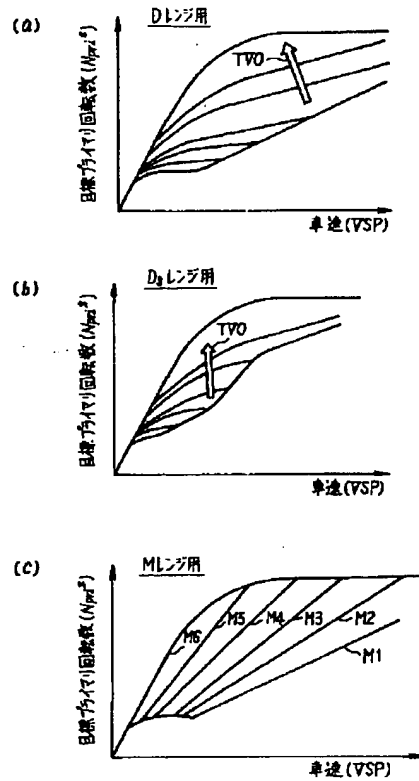 (a)
Dレンジ用
TVO
目標プライマリ回転数(Npri*)
車速(VSP)
(b)
Dsレンジ用
TVO
目標プライマリ回転数(Npri*)
車速(VSP)
(c)
Mレンジ用
M6
M5
M4
M3
M2
M1
目標プライマリ回転数(Npri*)
車速(VSP)